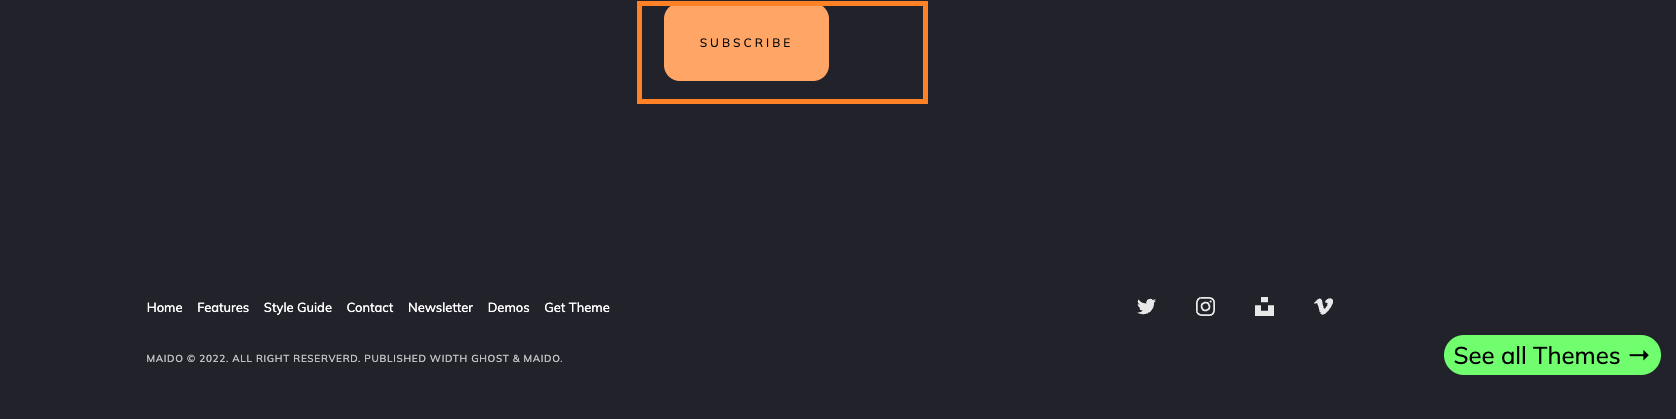 SUBSCRIBE
Home Features Style Guide Contact Newsletter Demos Get Theme
MAIDO © 2022. ALL RIGHT RESERVERD. PUBLISHED WIDTH GHOST & MAIDO.
See all Themes →